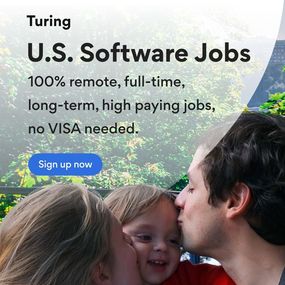 Turing
U.S. Software Jobs
100% remote, full-time,
long-term, high paying jobs,
no VISA needed.
Sign up now